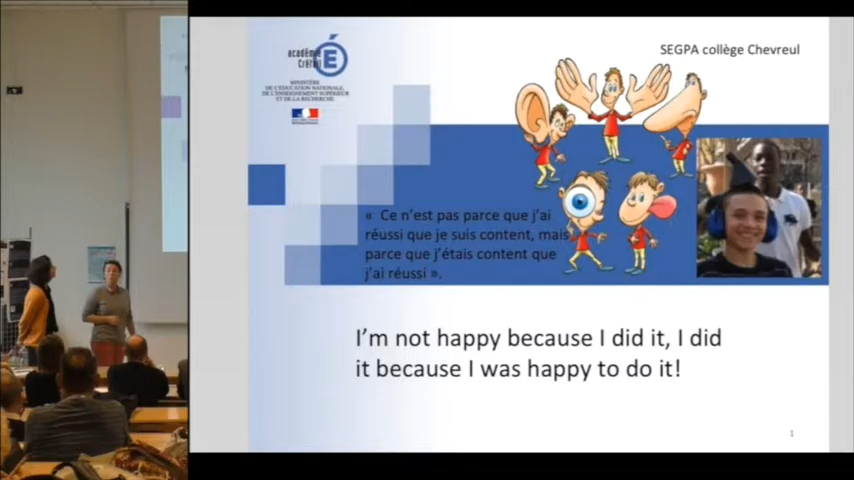 SEGPA collège Chevreul
académie
Créteil
MINISTÈRE
DE L'ÉDUCATION NATIONALE,
DE L'ENSEIGNEMENT SUPÉRIEUR
ET DE LA RECHERCHE
« Ce n'est pas parce que j'ai
réussi que je suis content, mais
parce que j'étais content que
j'ai réussi ».
I'm not happy because I did it, I did
it because I was happy to do it!
1